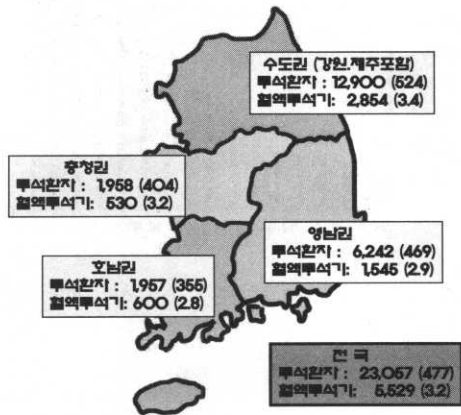 수도권 (강원.제주포함)
투석환자 : 12,900 (524)
혈액투석기: 2,854 (3.4)
충청권
투석환자 : 1,958 (404)
혈액투석기: 530 (3.2)
영남권
투석환자 : 6,242 (469)
혈액투석기: 1,545 (2.9)
호남권
투석환자 : 1,957 (355)
혈액투석기: 600 (2.8)
전 국
투석환자 : 23,057 (477)
혈액투석기: 5,529 (3.2)